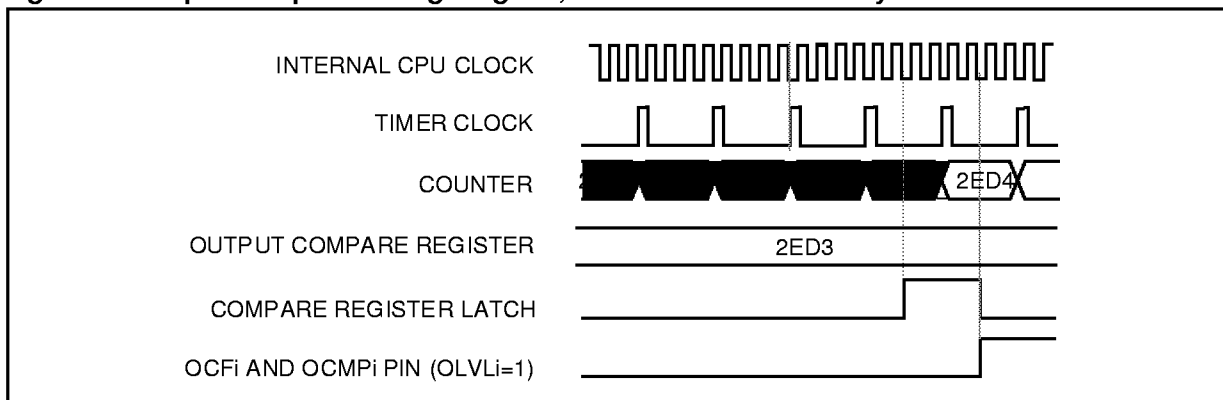 INTERNAL CPU CLOCK
TIMER CLOCK
COUNTER
2ED4
OUTPUT COMPARE REGISTER
2ED3
COMPARE REGISTER LATCH
OCFi AND OCMPi PIN (OLVLi=1)